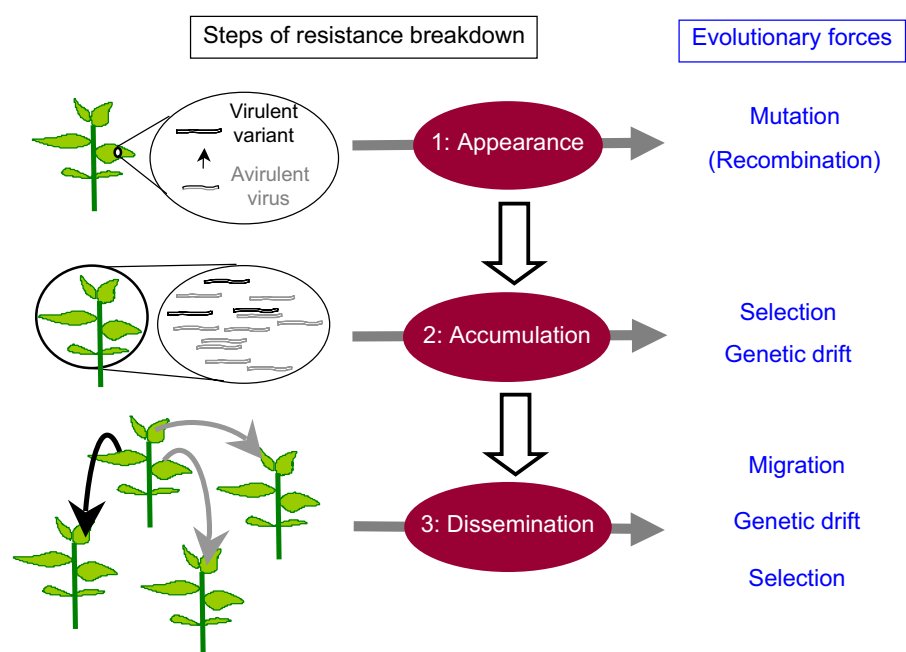 Steps of resistance breakdown
Evolutionary forces
Virulent
variant
Avirulent
virus
1: Appearance
Mutation
(Recombination)
2: Accumulation
Selection
Genetic drift
3: Dissemination
Migration
Genetic drift
Selection